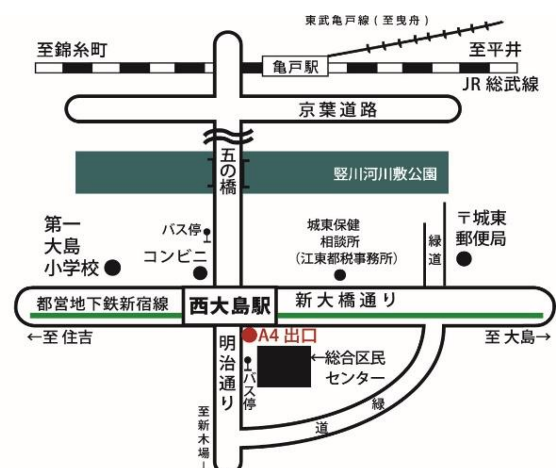 東武亀戸線（至曳舟）
至錦糸町
亀戸駅
至平井
JR総武線
京葉道路
五の橋
竪川河川敷公園
第一
大島
小学校
バス停
コンビニ
城東保健
相談所
（江東都税事務所）
緑道
〒城東
郵便局
都営地下鉄新宿線
西大島駅
新大橋通り
←至 住吉
至 大島→
A4 出口
明治通り
バス停
←総合区民
センター
緑道
至新木場→